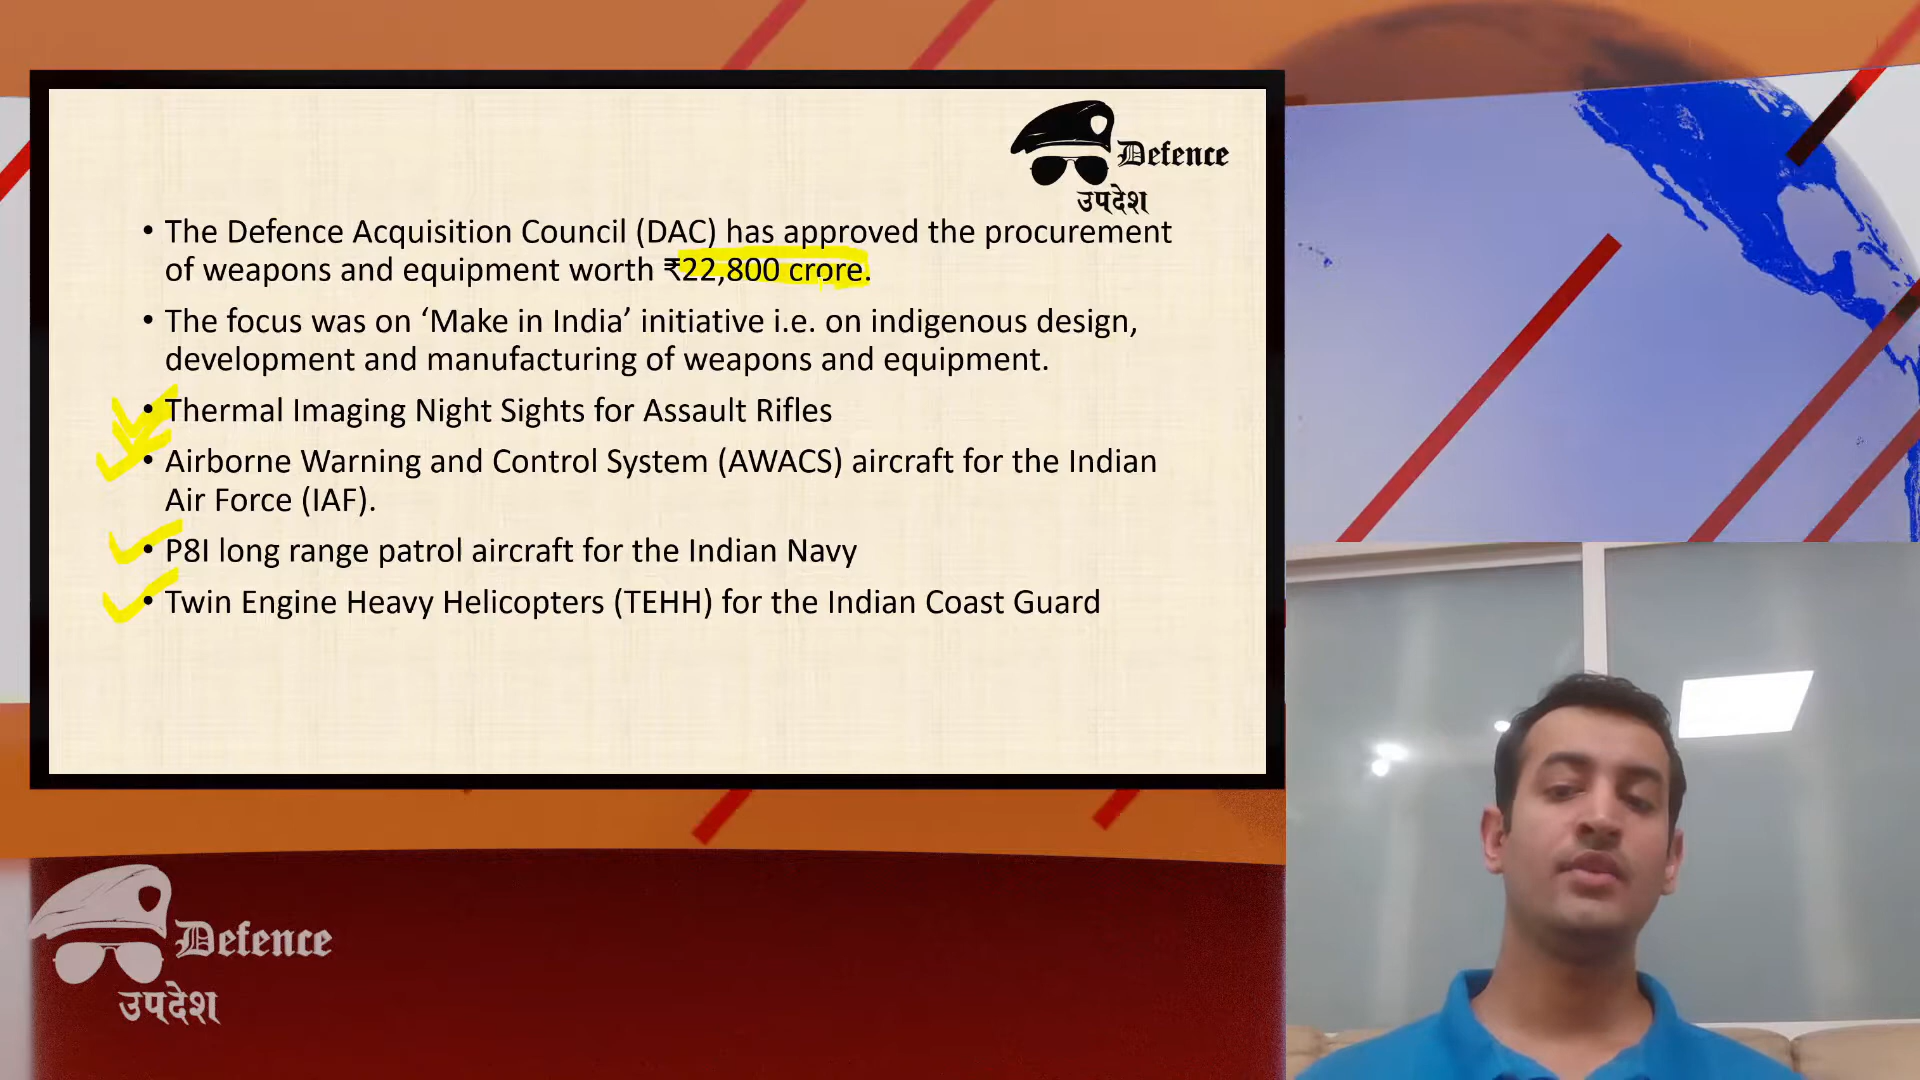 Defence
उपदेश
• The Defence Acquisition Council (DAC) has approved the procurement
of weapons and equipment worth ₹22,800 crore.
• The focus was on ‘Make in India’ initiative i.e. on indigenous design,
development and manufacturing of weapons and equipment.
• Thermal Imaging Night Sights for Assault Rifles
• Airborne Warning and Control System (AWACS) aircraft for the Indian
Air Force (IAF).
• P8I long range patrol aircraft for the Indian Navy
• Twin Engine Heavy Helicopters (TEHH) for the Indian Coast Guard
Defence
उपदेश